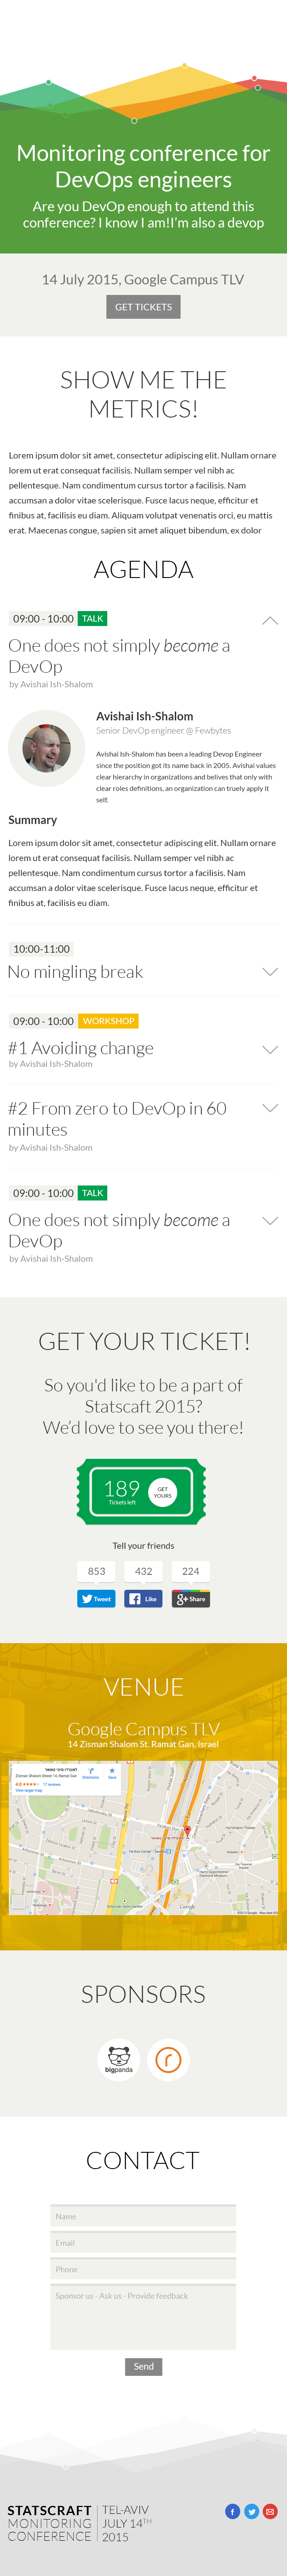 Monitoring conference for
DevOps engineers
Are you DevOp enough to attend this
conference? I know I am!I'm also a devop
14 July 2015, Google Campus TLV
GET TICKETS
SHOW ME THE
METRICS!
Lorem ipsum dolor sit amet, consectetur adipiscing elit. Nullam ornare
lorem ut erat consequat facilisis. Nullam semper vel nibh ac
pellentesque. Nam condimentum cursus tortor a facilisis. Nam
accumsan a dolor vitae scelerisque. Fusce lacus neque, efficitur et
finibus at, facilisis eu diam. Aliquam volutpat venenatis orci, eu mattis
erat. Maecenas congue, sapien sit amet aliquet bibendum, ex dolor
AGENDA
09:00 - 10:00 TALK
One does not simply become a
DevOp
by Avishai Ish-Shalom
Avishai Ish-Shalom
Senior DevOp engineer @ Fewbytes
Avishai Ish-Shalom has been a leading Devop Engineer
since the position got its name back in 2005. Avishai values
clear hierarchy in organizations and belives that only with
clear roles definitions, an organization can truely apply it
self.
Summary
Lorem ipsum dolor sit amet, consectetur adipiscing elit. Nullam ornare
lorem ut erat consequat facilisis. Nullam semper vel nibh ac
pellentesque. Nam condimentum cursus tortor a facilisis. Nam
accumsan a dolor vitae scelerisque. Fusce lacus neque, efficitur et
finibus at, facilisis eu diam.
10:00-11:00
No mingling break
09:00 - 10:00 WORKSHOP
#1 Avoiding change
by Avishai Ish-Shalom
#2 From zero to DevOp in 60
minutes
by Avishai Ish-Shalom
09:00 - 10:00 TALK
One does not simply become a
DevOp
by Avishai Ish-Shalom
GET YOUR TICKET!
So you'd like to be a part of
Statscaft 2015?
We'd love to see you there!
189
Tickets left
GET
YOURS
Tell your friends
853 432 224
Tweet Like Share
VENUE
Google Campus TLV
14 Zisman Shalom St, Ramat Gan, Israel
Directions
Save
4.0
17 reviews
View larger map
Google
SPONSORS
bigpanda
CONTACT
Name
Email
Phone
Sponsor us - Ask us - Provide feedback
Send
STATSCRAFT
MONITORING
CONFERENCE
TEL-AVIV
JULY 14TH
2015